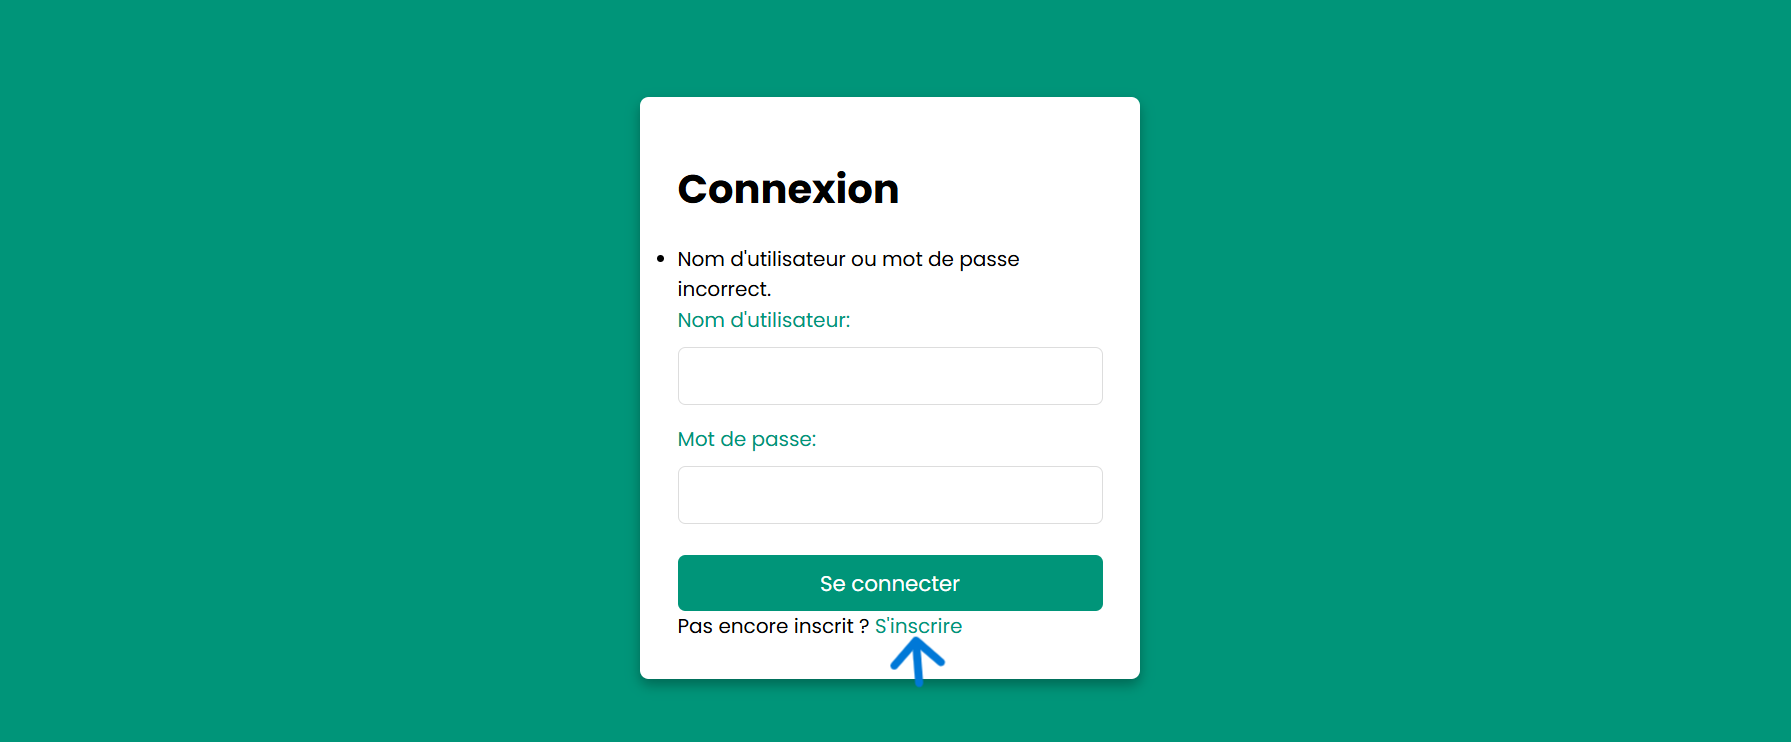 Connexion
Nom d'utilisateur ou mot de passe
incorrect.
Nom d'utilisateur:
Mot de passe:
Se connecter
Pas encore inscrit ? S'inscrire